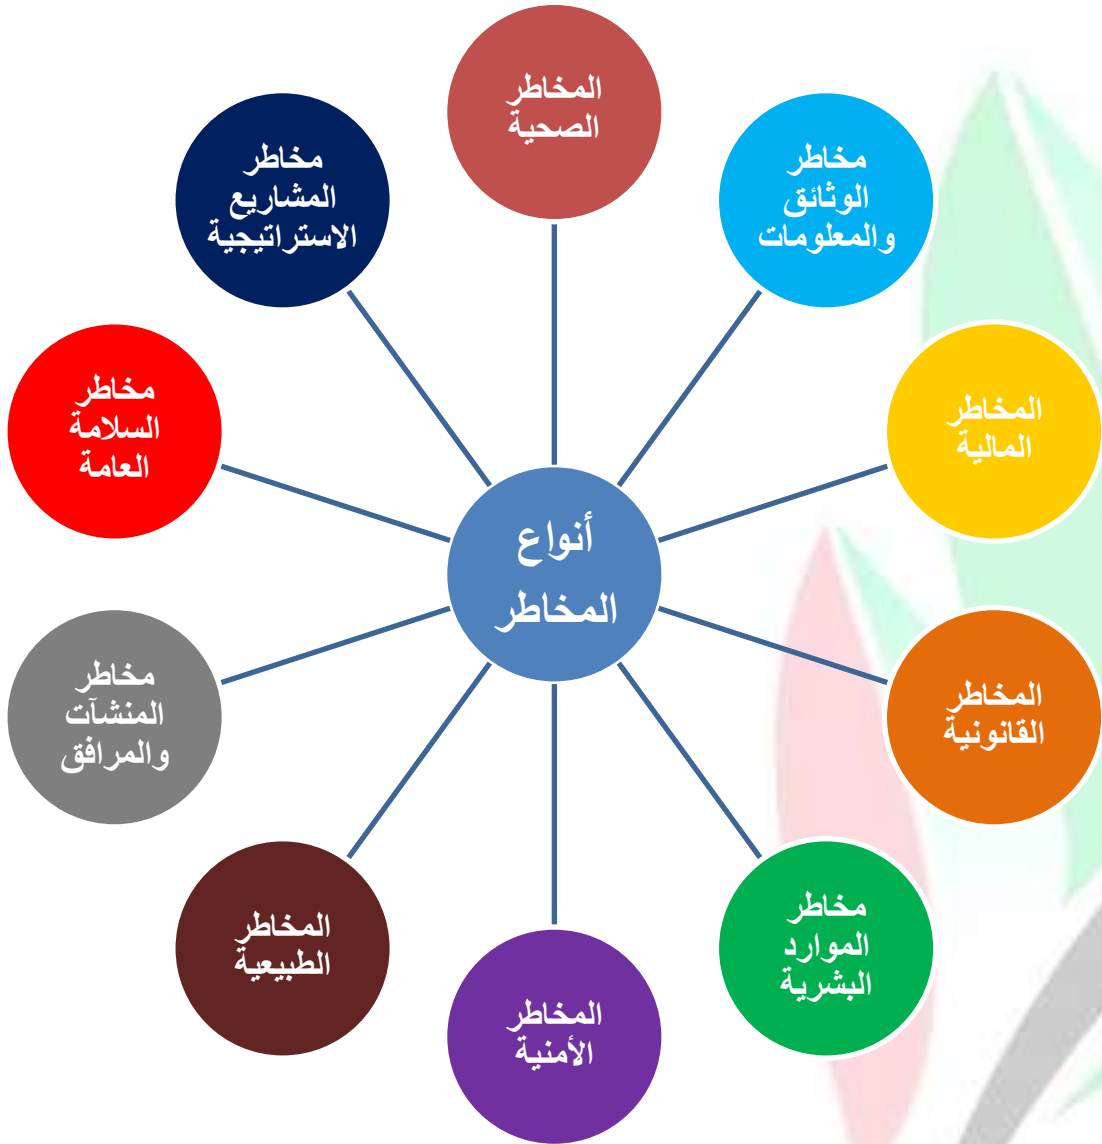 المخاطر
الصحية
مخاطر
الوثائق
والمعلومات
المخاطر
المالية
المخاطر
القانونية
مخاطر
الموارد
البشرية
المخاطر
الأمنية
المخاطر
الطبيعية
مخاطر
المنشآت
والمرافق
مخاطر
السلامة
العامة
مخاطر
المشاريع
الاستراتيجية
أنواع
المخاطر